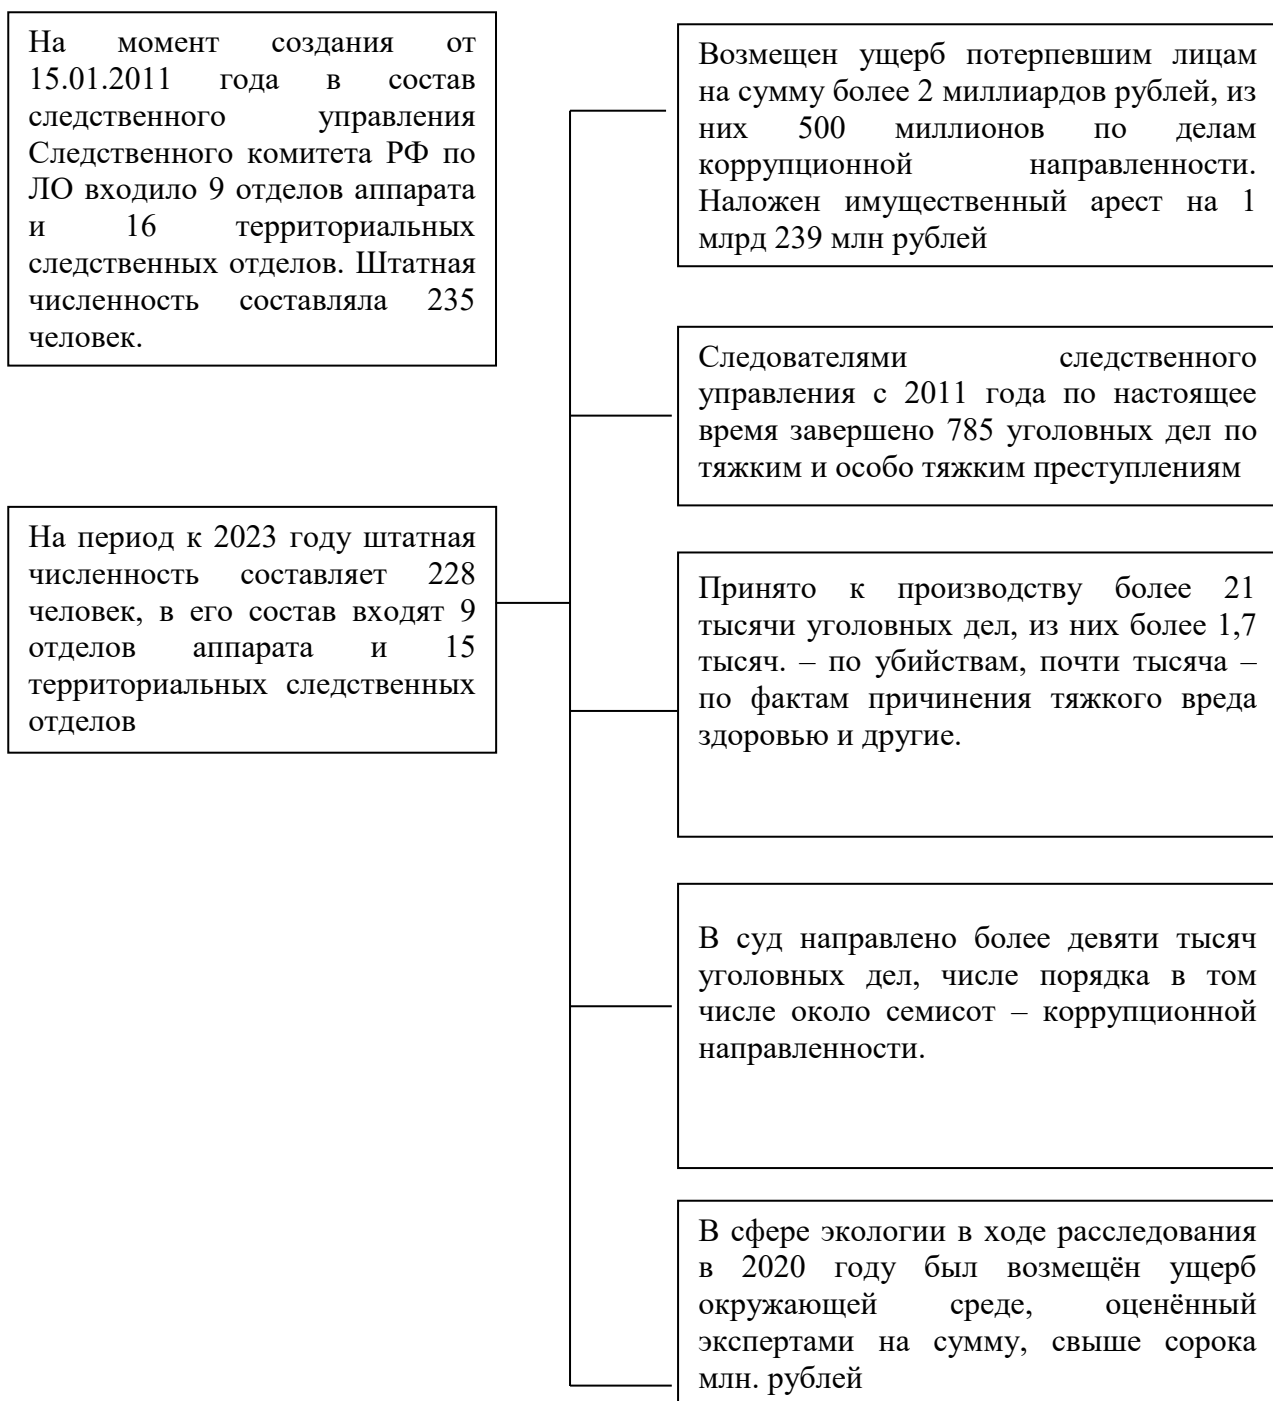 На момент создания от
15.01.2011 года в состав
следственного управления
Следственного комитета РФ по
ЛО входило 9 отделов аппарата
и 16 территориальных
следственных отделов. Штатная
численность составляла 235
человек.
На период к 2023 году штатная
численность составляет 228
человек, в его состав входят 9
отделов аппарата и 15
территориальных следственных
отделов
Возмещен ущерб потерпевшим лицам
на сумму более 2 миллиардов рублей, из
них 500 миллионов по делам
коррупционной направленности.
Наложен имущественный арест на 1
млрд 239 млн рублей
Следователями следственного
управления с 2011 года по настоящее
время завершено 785 уголовных дел по
тяжким и особо тяжким преступлениям
Принято к производству более 21
тысячи уголовных дел, из них более 1,7
тысяч. – по убийствам, почти тысяча –
по фактам причинения тяжкого вреда
здоровью и другие.
В суд направлено более девяти тысяч
уголовных дел, числе порядка в том
числе около семисот – коррупционной
направленности.
В сфере экологии в ходе расследования
в 2020 году был возмещён ущерб
окружающей среде, оценённый
экспертами на сумму, свыше сорока
млн. рублей